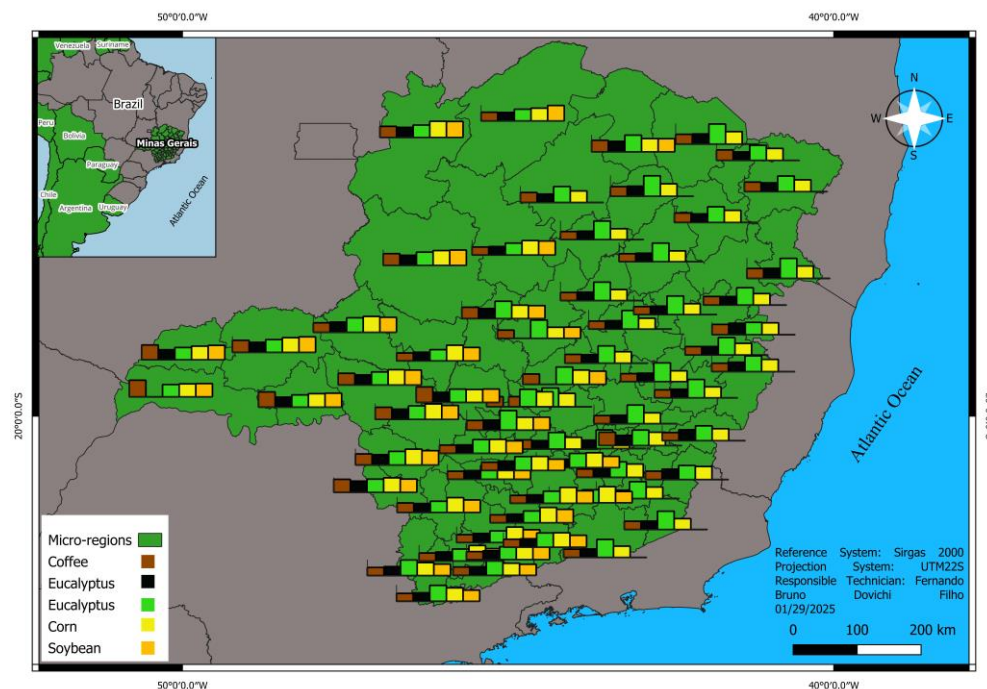 50°0'0.0"W
40°0'0.0"W
Venezuela
Suriname
Brazil
Peru
Bolivia
Minas Gerais
Paraguay
Chile
Argentina
Uruguay
Atlantic Ocean
N
W
E
S
20°0'0.0"S
Atlantic Ocean
Micro-regions
Coffee
Eucalyptus
Eucalyptus
Corn
Soybean
Reference System: Sirgas 2000
Projection System: UTM22S
Responsible Technician: Fernando
Bruno Dovichi Filho
01/29/2025
0 100 200 km
50°0'0.0"W
40°0'0.0"W